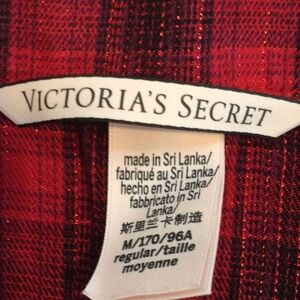 VICTORIA'S SECRET
made in Sri Lanka/
fabriqué au Sri Lanka/
hecho en Sri Lanka/
fabbricato in Sri
Lanka/
斯里兰卡制造
M/170/96A
regular/taille
moyenne